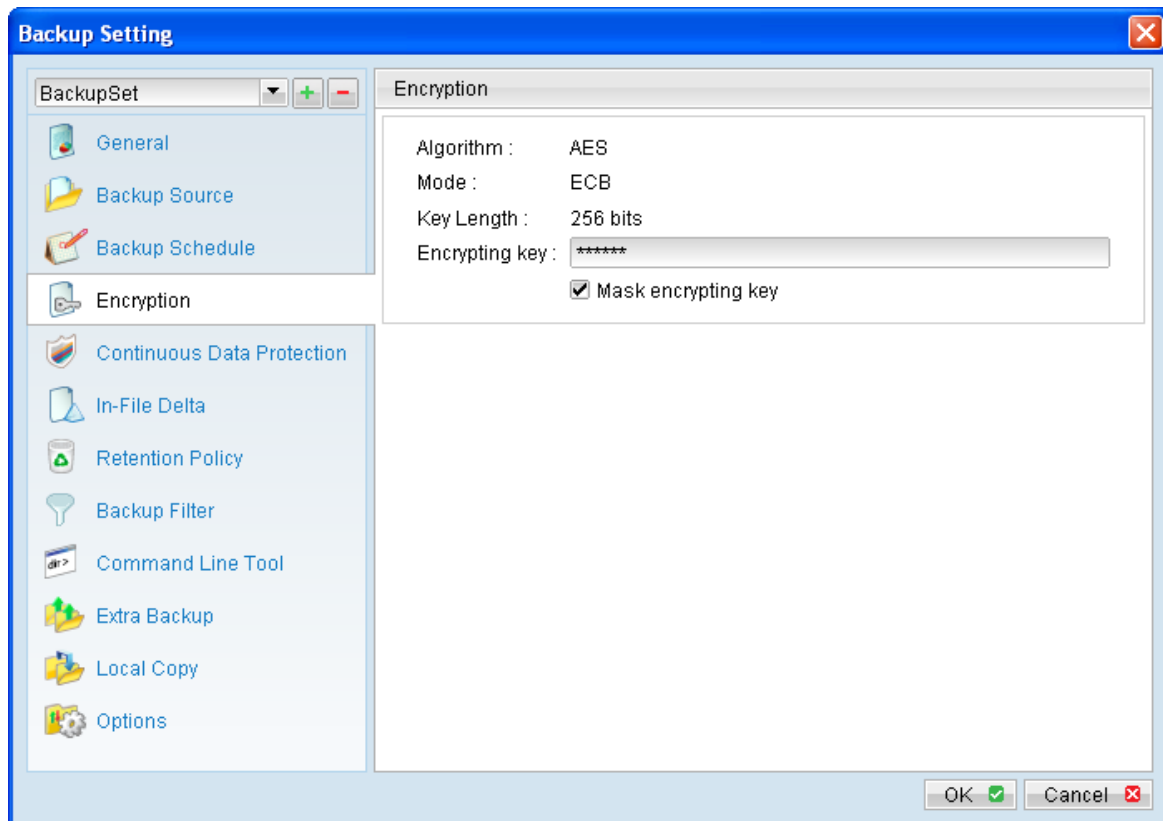 Backup Setting
BackupSet
General
Backup Source
Backup Schedule
Encryption
Continuous Data Protection
In-File Delta
Retention Policy
Backup Filter
dir>
Command Line Tool
Extra Backup
Local Copy
Options
Encryption
Algorithm : AES
Mode : ECB
Key Length : 256 bits
Encrypting key : ******
Mask encrypting key
OK
Cancel